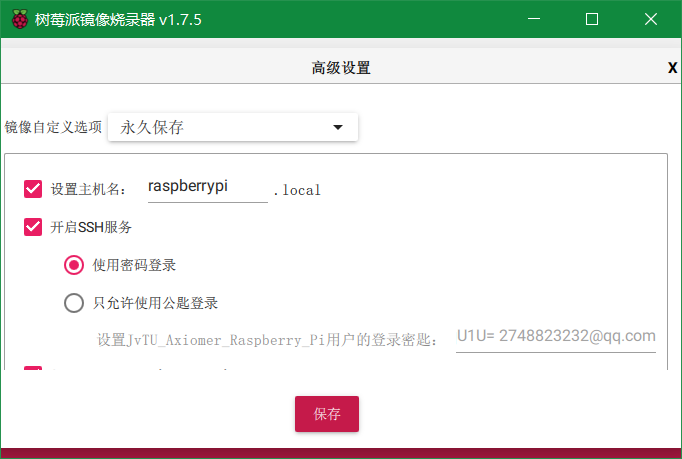 树莓派镜像烧录器 v1.7.5
高级设置 X
镜像自定义选项 永久保存
设置主机名： raspberrypi .local
开启SSH服务
使用密码登录
只允许使用公匙登录
设置JvTU_Axiomer_Raspberry_Pi用户的登录密匙： U1U= 2748823232@qq.com
保存